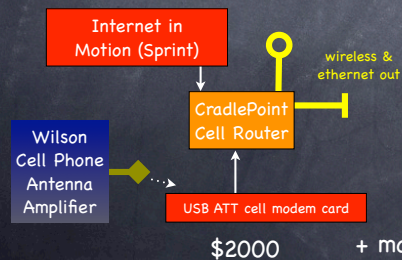 Internet in
Motion (Sprint)
wireless &
ethernet out
CradlePoint
Cell Router
Wilson
Cell Phone
Antenna
Amplifier
USB ATT cell modem card
$2000
+